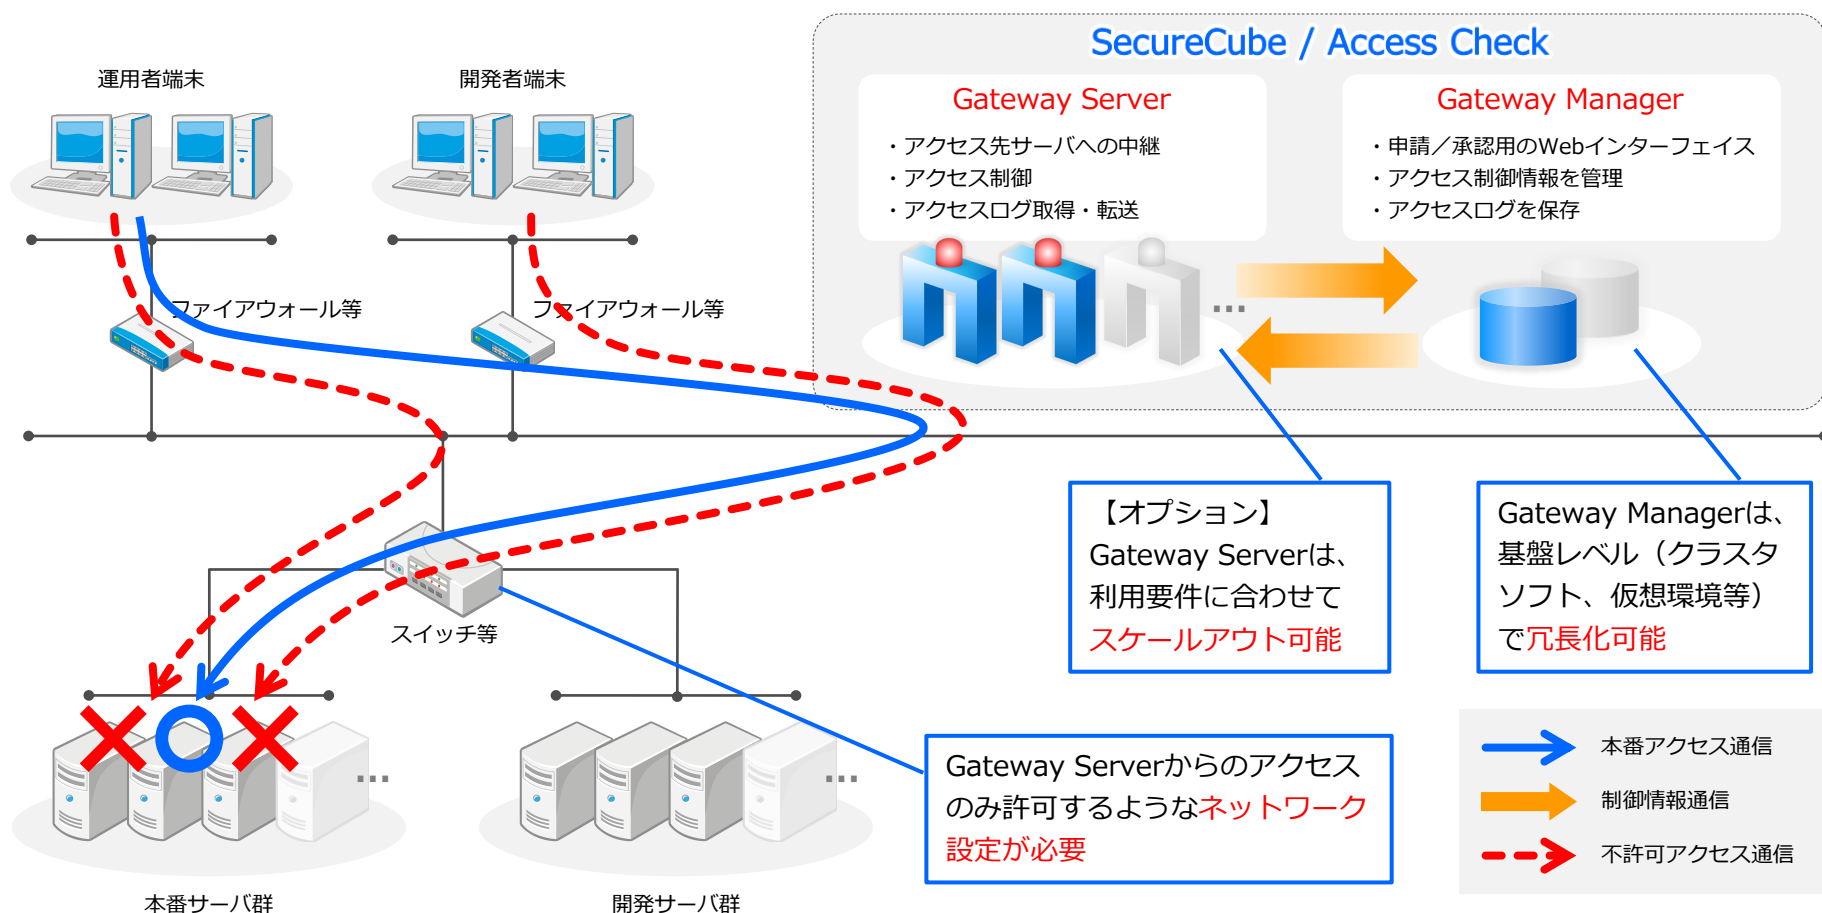 運用者端末
開発者端末
SecureCube / Access Check
Gateway Server
・アクセス先サーバへの中継
・アクセス制御
・アクセスログ取得・転送
Gateway Manager
・申請／承認用のWebインターフェイス
・アクセス制御情報を管理
・アクセスログを保存
ファイアウォール等
ファイアウォール等
...
【オプション】
Gateway Serverは、
利用要件に合わせて
スケールアウト可能
Gateway Managerは、
基盤レベル（クラスタ
ソフト、仮想環境等）
で冗長化可能
スイッチ等
Gateway Serverからのアクセス
のみ許可するようなネットワーク
設定が必要
...
...
本番サーバ群
開発サーバ群
本番アクセス通信
制御情報通信
不許可アクセス通信